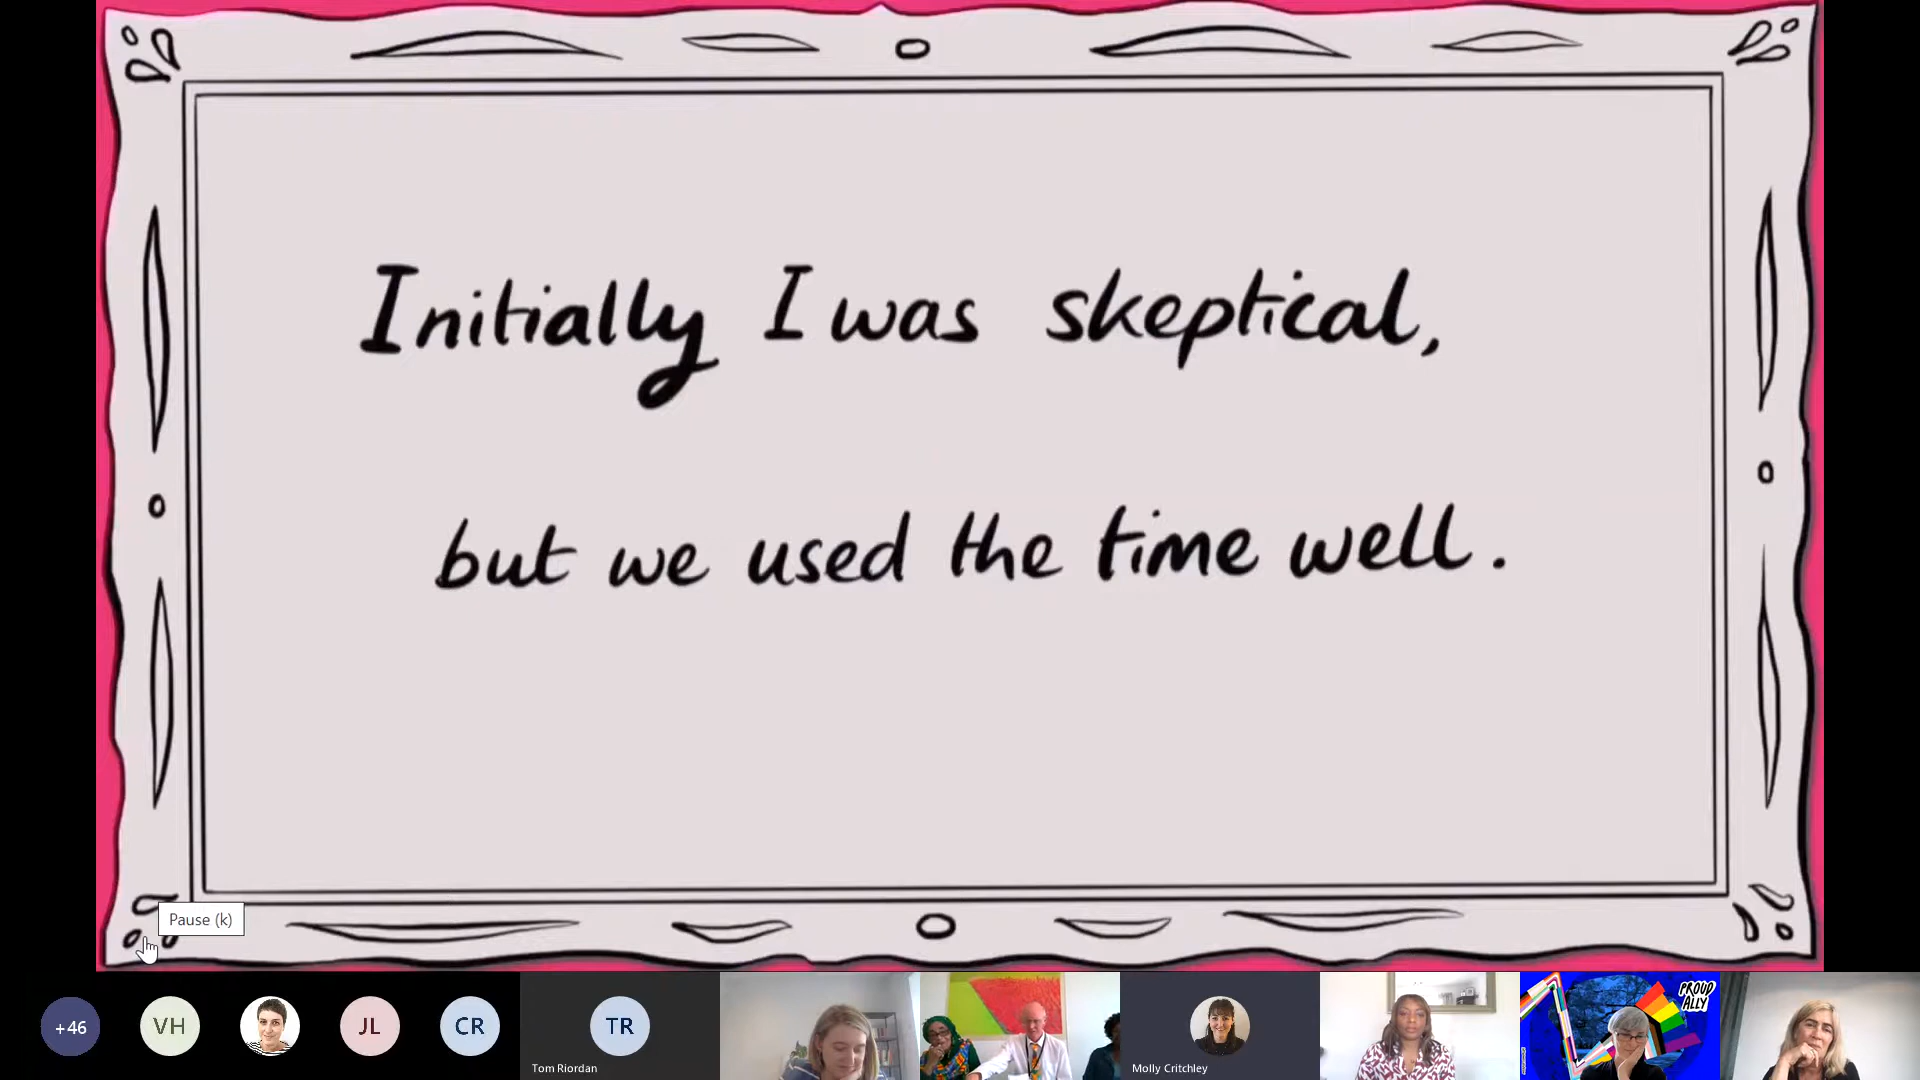 Initially I was skeptical,
but we used the time well.
Pause (k)
+46
VH
JL
CR
TR
Tom Riordan
Molly Critchley
PROUD
ALLY